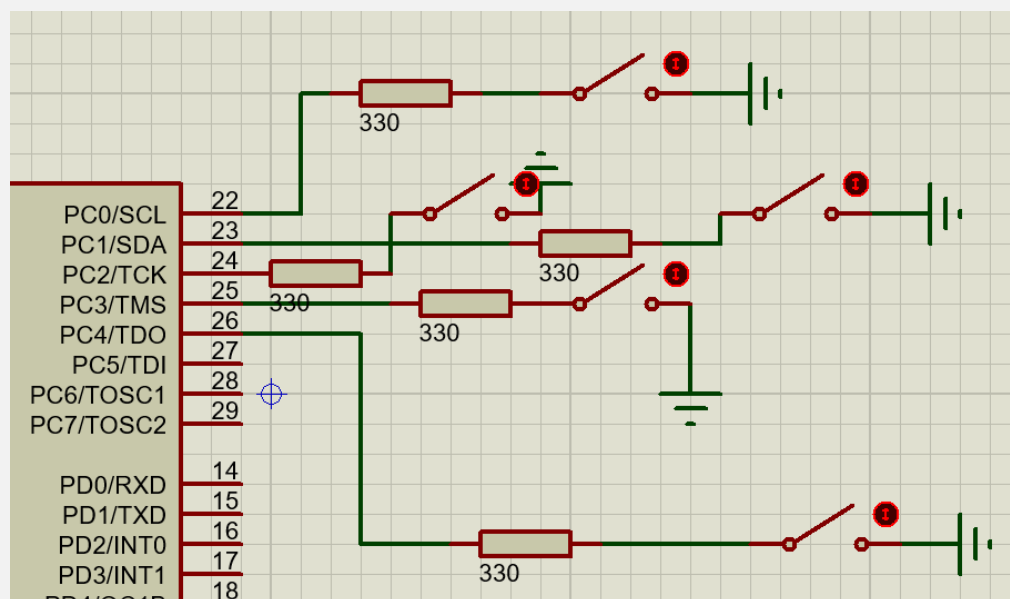 330
22
PC0/SCL
23
PC1/SDA
24
PC2/TCK
330
330
25
PC3/TMS
330
26
PC4/TDO
27
PC5/TDI
28
PC6/TOSC1
29
PC7/TOSC2
14
PD0/RXD
15
PD1/TXD
16
PD2/INT0
330
17
PD3/INT1
18